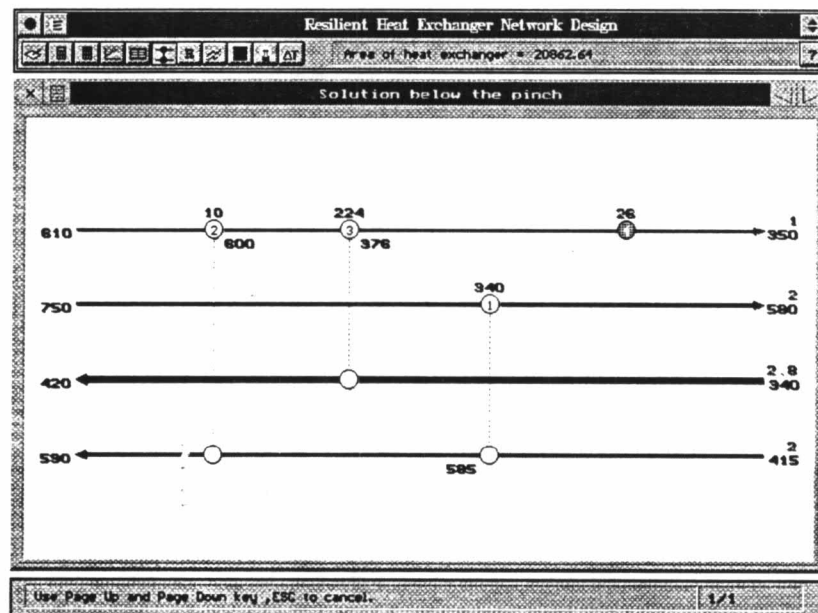 Resilient Heat Exchanger Network Design
ΔT Area of heat exchanger = 20862.64 ?
Solution below the pinch
10 224 26 1
610 2 3 350
600 376
340 2
750 1 580
2.8
420 340
2
590 585 415
Use Page Up and Page Down key ,ESC to cancel. 1/1